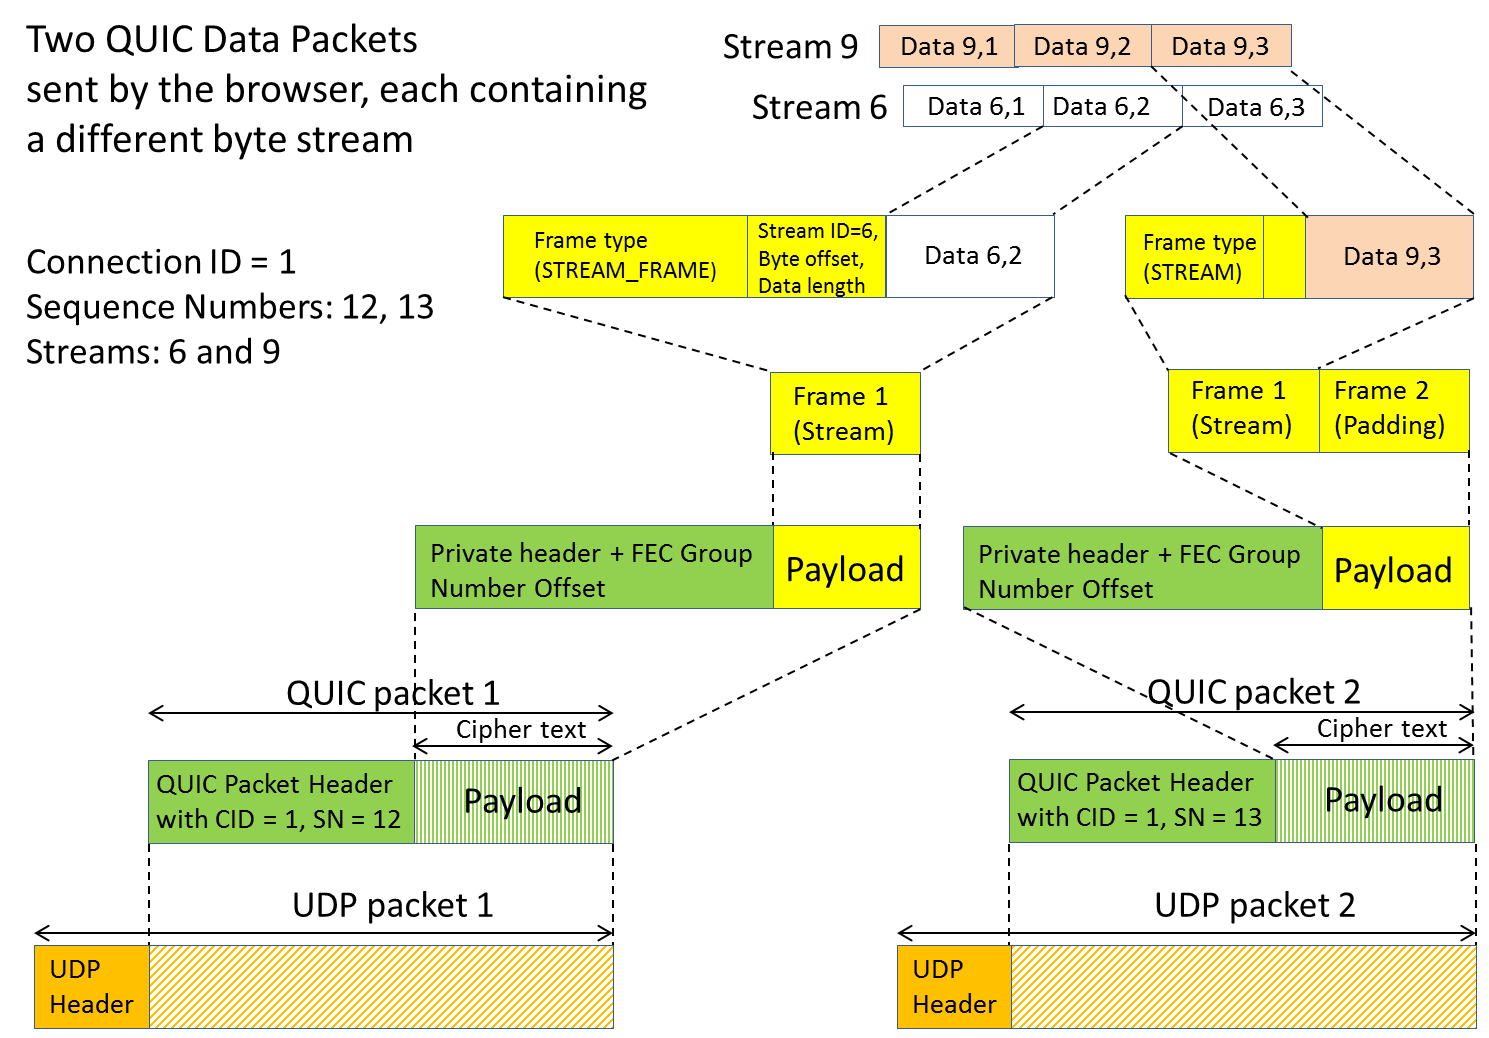 Two QUIC Data Packets
sent by the browser, each containing
a different byte stream
Connection ID = 1
Sequence Numbers: 12, 13
Streams: 6 and 9
Stream 9
Data 9,1
Data 9,2
Data 9,3
Stream 6
Data 6,1
Data 6,2
Data 6,3
Frame type
(STREAM_FRAME)
Stream ID=6,
Byte offset,
Data length
Data 6,2
Frame type
(STREAM)
Data 9,3
Frame 1
(Stream)
Frame 1
(Stream)
Frame 2
(Padding)
Private header + FEC Group
Number Offset
Payload
Private header + FEC Group
Number Offset
Payload
QUIC packet 1
Cipher text
QUIC Packet Header
with CID = 1, SN = 12
Payload
QUIC packet 2
Cipher text
QUIC Packet Header
with CID = 1, SN = 13
Payload
UDP packet 1
UDP
Header
UDP packet 2
UDP
Header